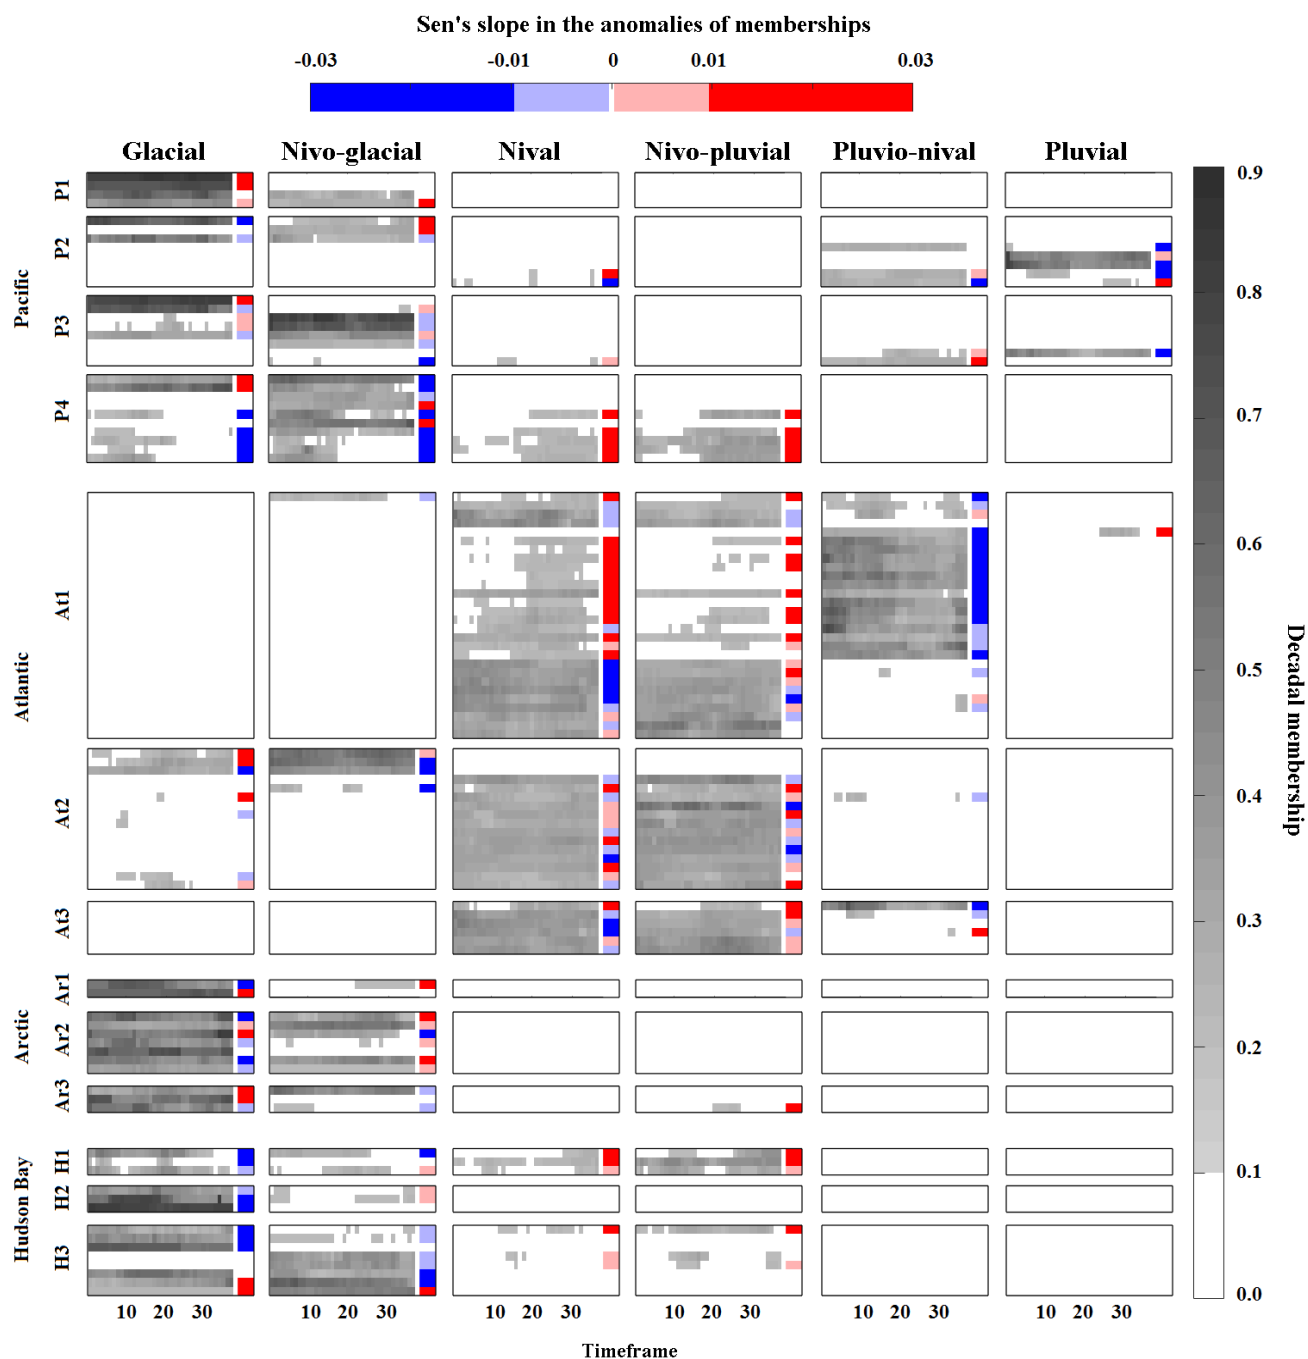 Sen's slope in the anomalies of memberships
-0.03 -0.01 0 0.01 0.03
Glacial Nivo-glacial Nival Nivo-pluvial Pluvio-nival Pluvial
Pacific
P1
P2
P3
P4
Atlantic
At1
At2
At3
Arctic
Ar1
Ar2
Ar3
Hudson Bay
H1
H2
H3
10 20 30 10 20 30 10 20 30 10 20 30 10 20 30 10 20 30
Timeframe
0.9
0.8
0.7
0.6
0.5
0.4
0.3
0.2
0.1
0.0
Decadal membership